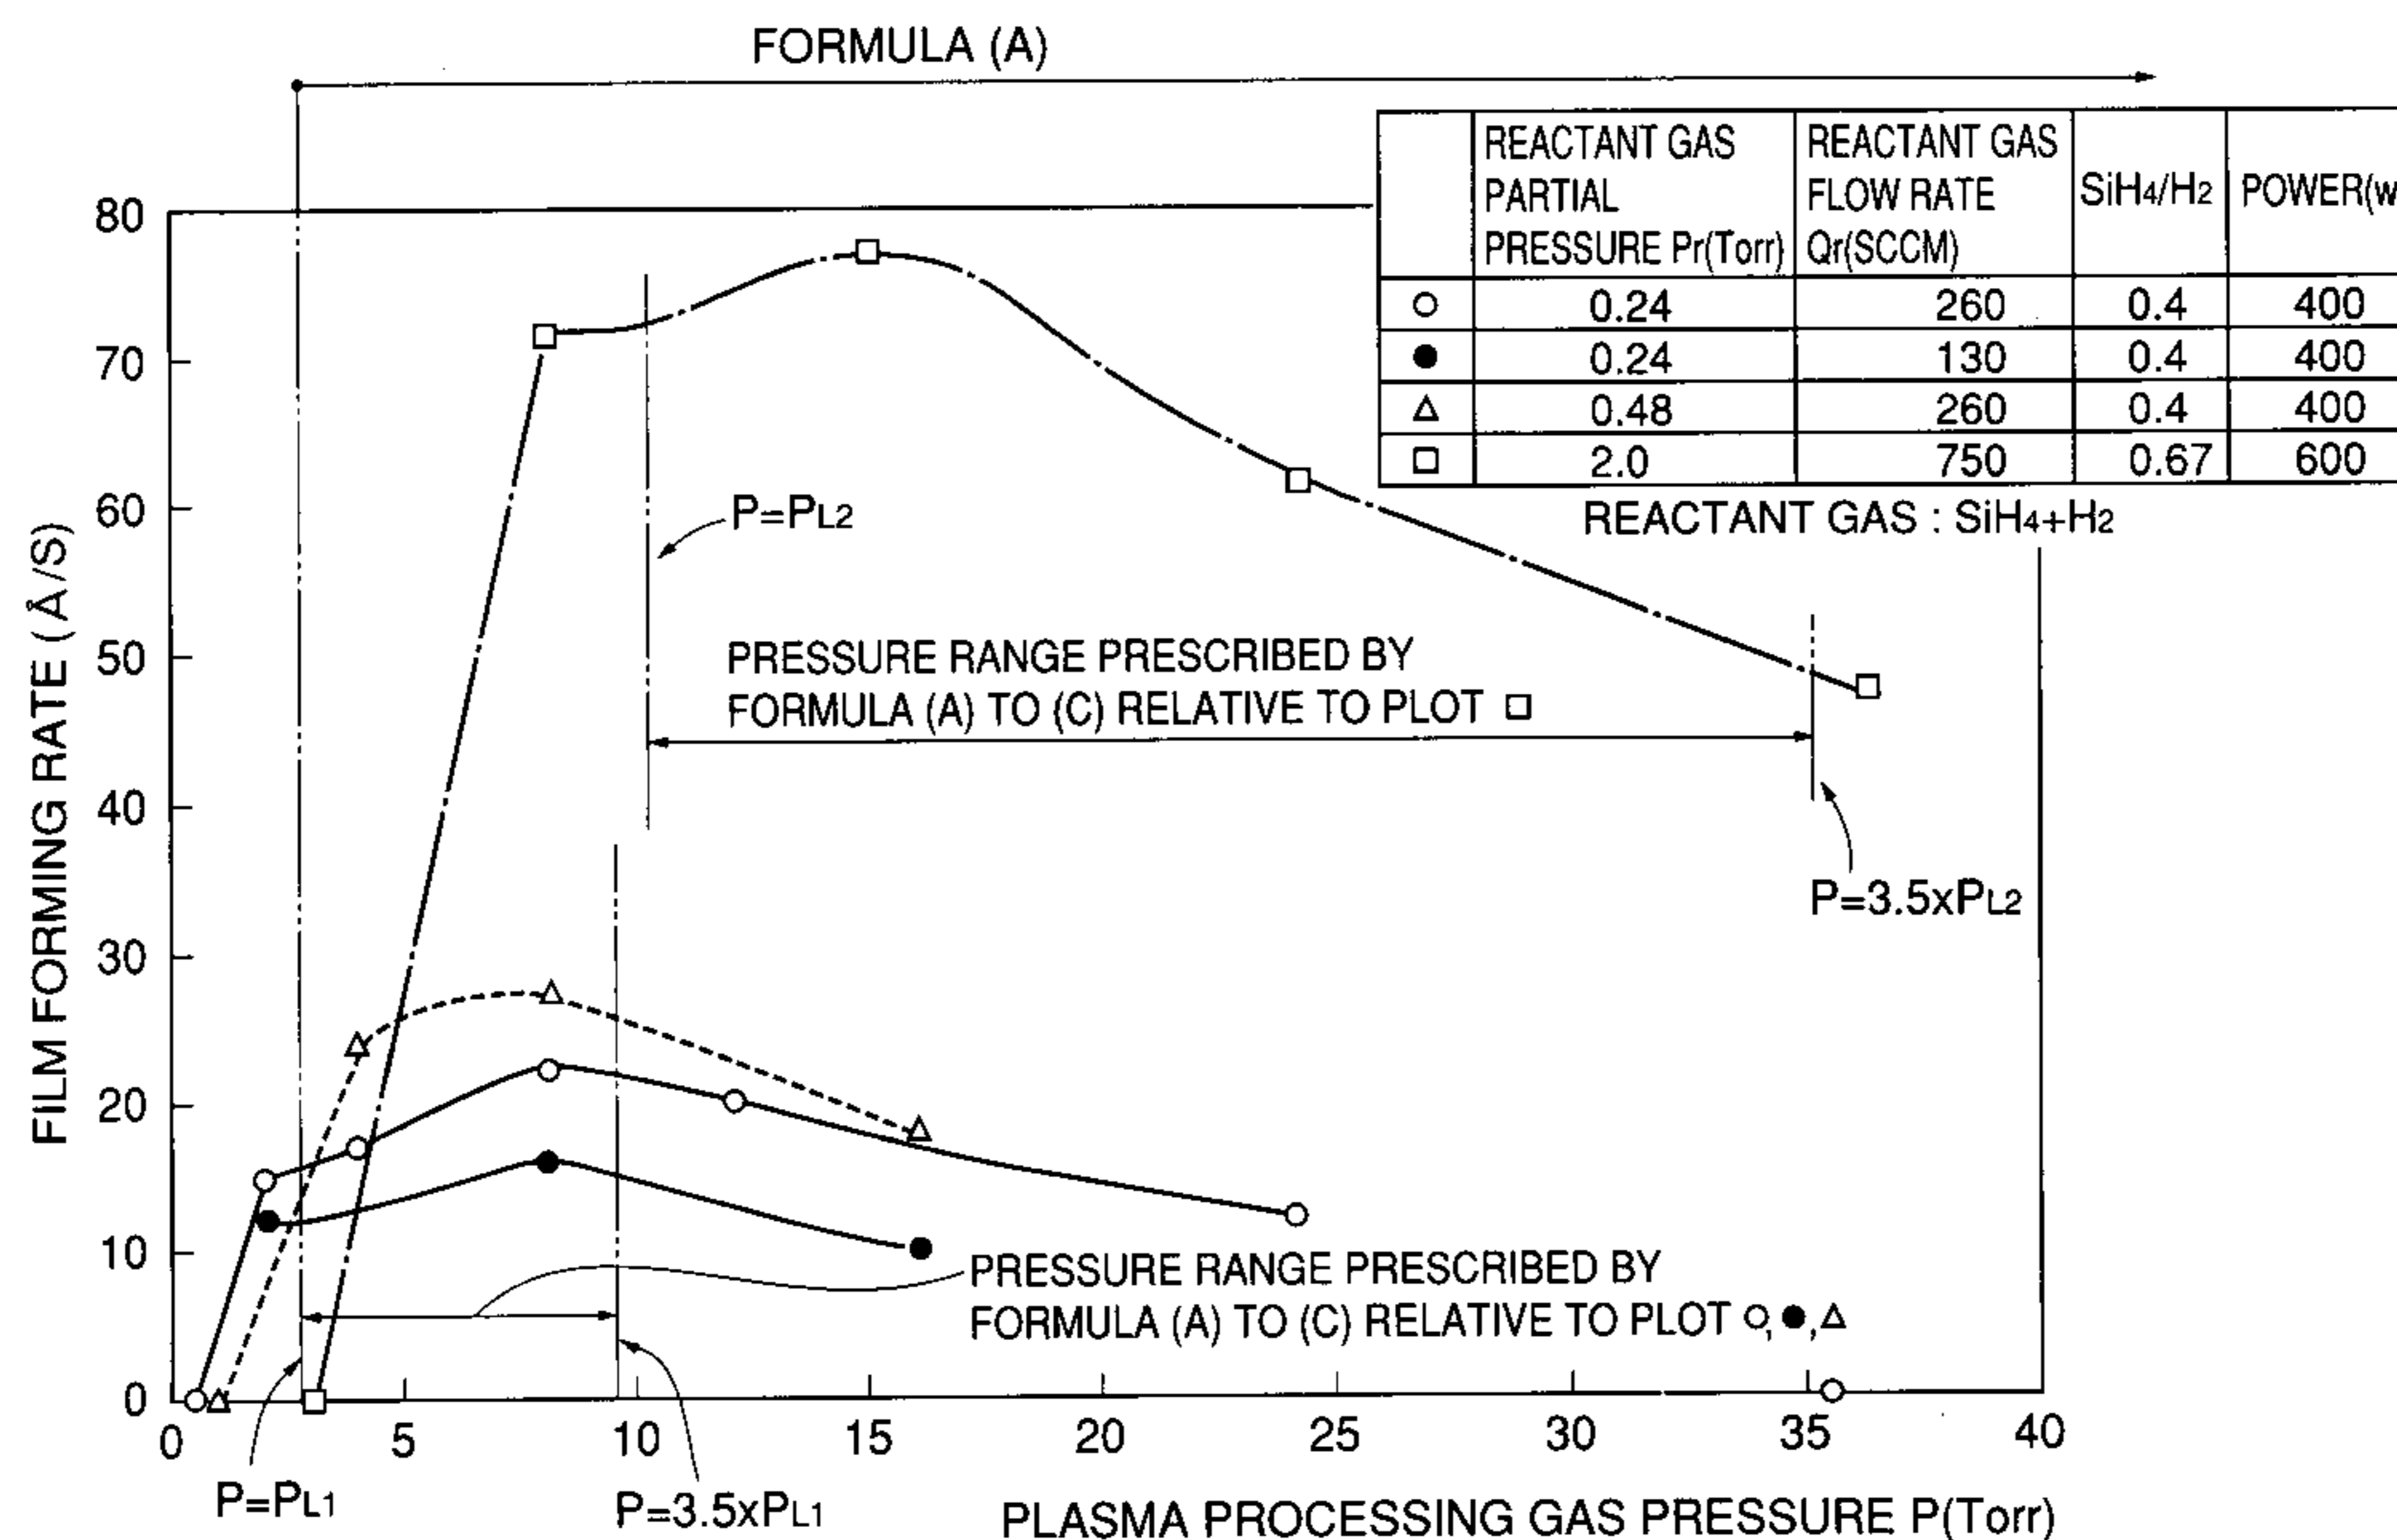 FORMULA (A)
REACTANT GAS PARTIAL PRESSURE Pr(Torr) REACTANT GAS FLOW RATE Qr(SCCM) SiH4/H2 POWER(w
○ 0.24 260 0.4 400
● 0.24 130 0.4 400
△ 0.48 260 0.4 400
□ 2.0 750 0.67 600
REACTANT GAS : SiH4+H2
FILM FORMING RATE (Å/S)
80
70
60
50
40
30
20
10
0
P=PL2
PRESSURE RANGE PRESCRIBED BY
FORMULA (A) TO (C) RELATIVE TO PLOT □
P=3.5xPL2
PRESSURE RANGE PRESCRIBED BY
FORMULA (A) TO (C) RELATIVE TO PLOT ○,●,△
0 5 10 15 20 25 30 35 40
P=PL1
P=3.5xPL1
PLASMA PROCESSING GAS PRESSURE P(Torr)